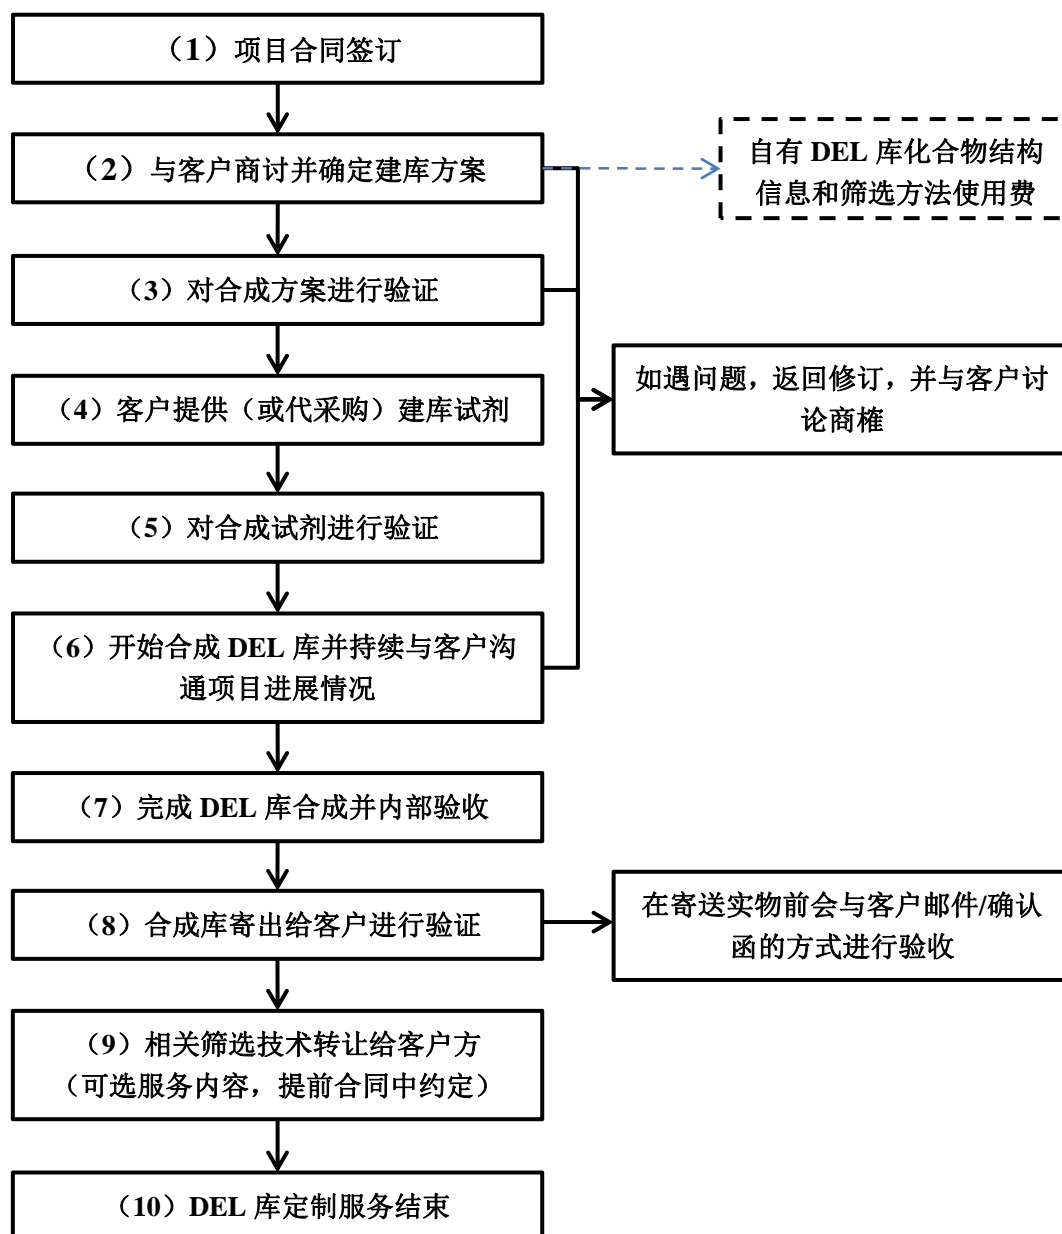 （1）项目合同签订
（2）与客户商讨并确定建库方案
自有 DEL 库化合物结构
信息和筛选方法使用费
（3）对合成方案进行验证
（4）客户提供（或代采购）建库试剂
如遇问题，返回修订，并与客户讨
论商榷
（5）对合成试剂进行验证
（6）开始合成 DEL 库并持续与客户沟
通项目进展情况
（7）完成 DEL 库合成并内部验收
（8）合成库寄出给客户进行验证
在寄送实物前会与客户邮件/确认
函的方式进行验收
（9）相关筛选技术转让给客户方
（可选服务内容，提前合同中约定）
（10）DEL 库定制服务结束